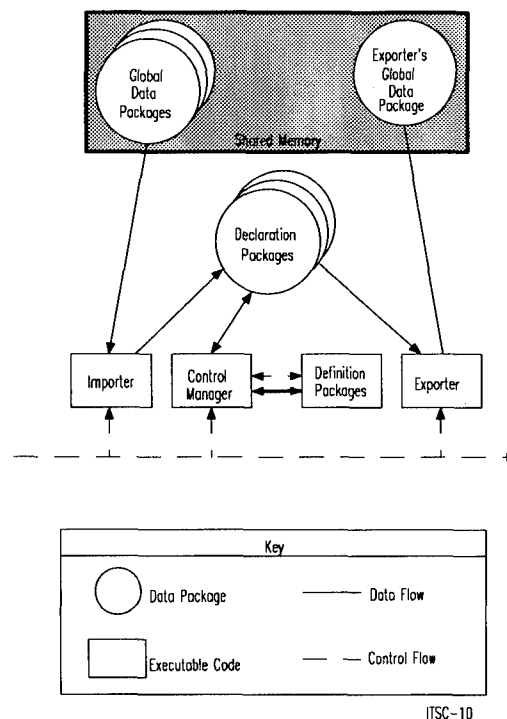 Global
Data
Packages
Exporter's
Global
Data
Package
Shared Memory
Declaration
Packages
Importer
Control
Manager
Definition
Packages
Exporter
Key
Data Package
Data Flow
Executable Code
Control Flow
ITSC-10